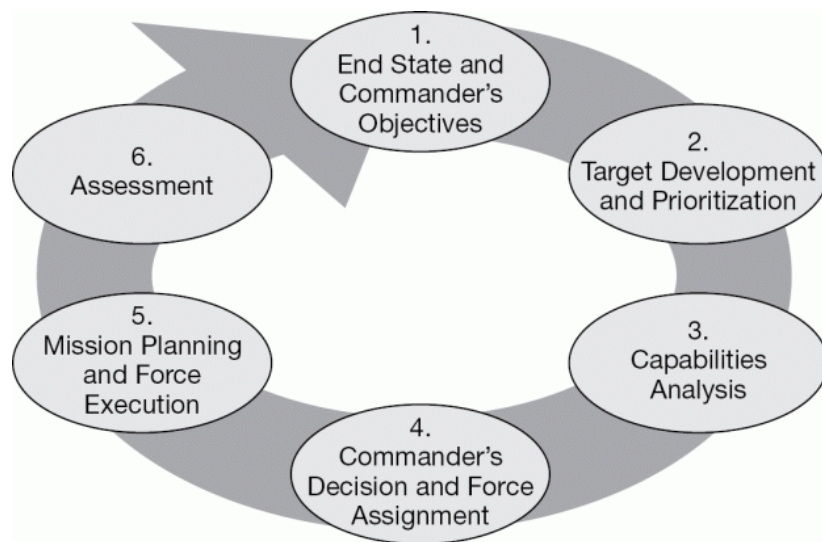 1.
End State and
Commander's
Objectives
2.
Target Development
and Prioritization
3.
Capabilities
Analysis
4.
Commander's
Decision and Force
Assignment
5.
Mission Planning
and Force
Execution
6.
Assessment